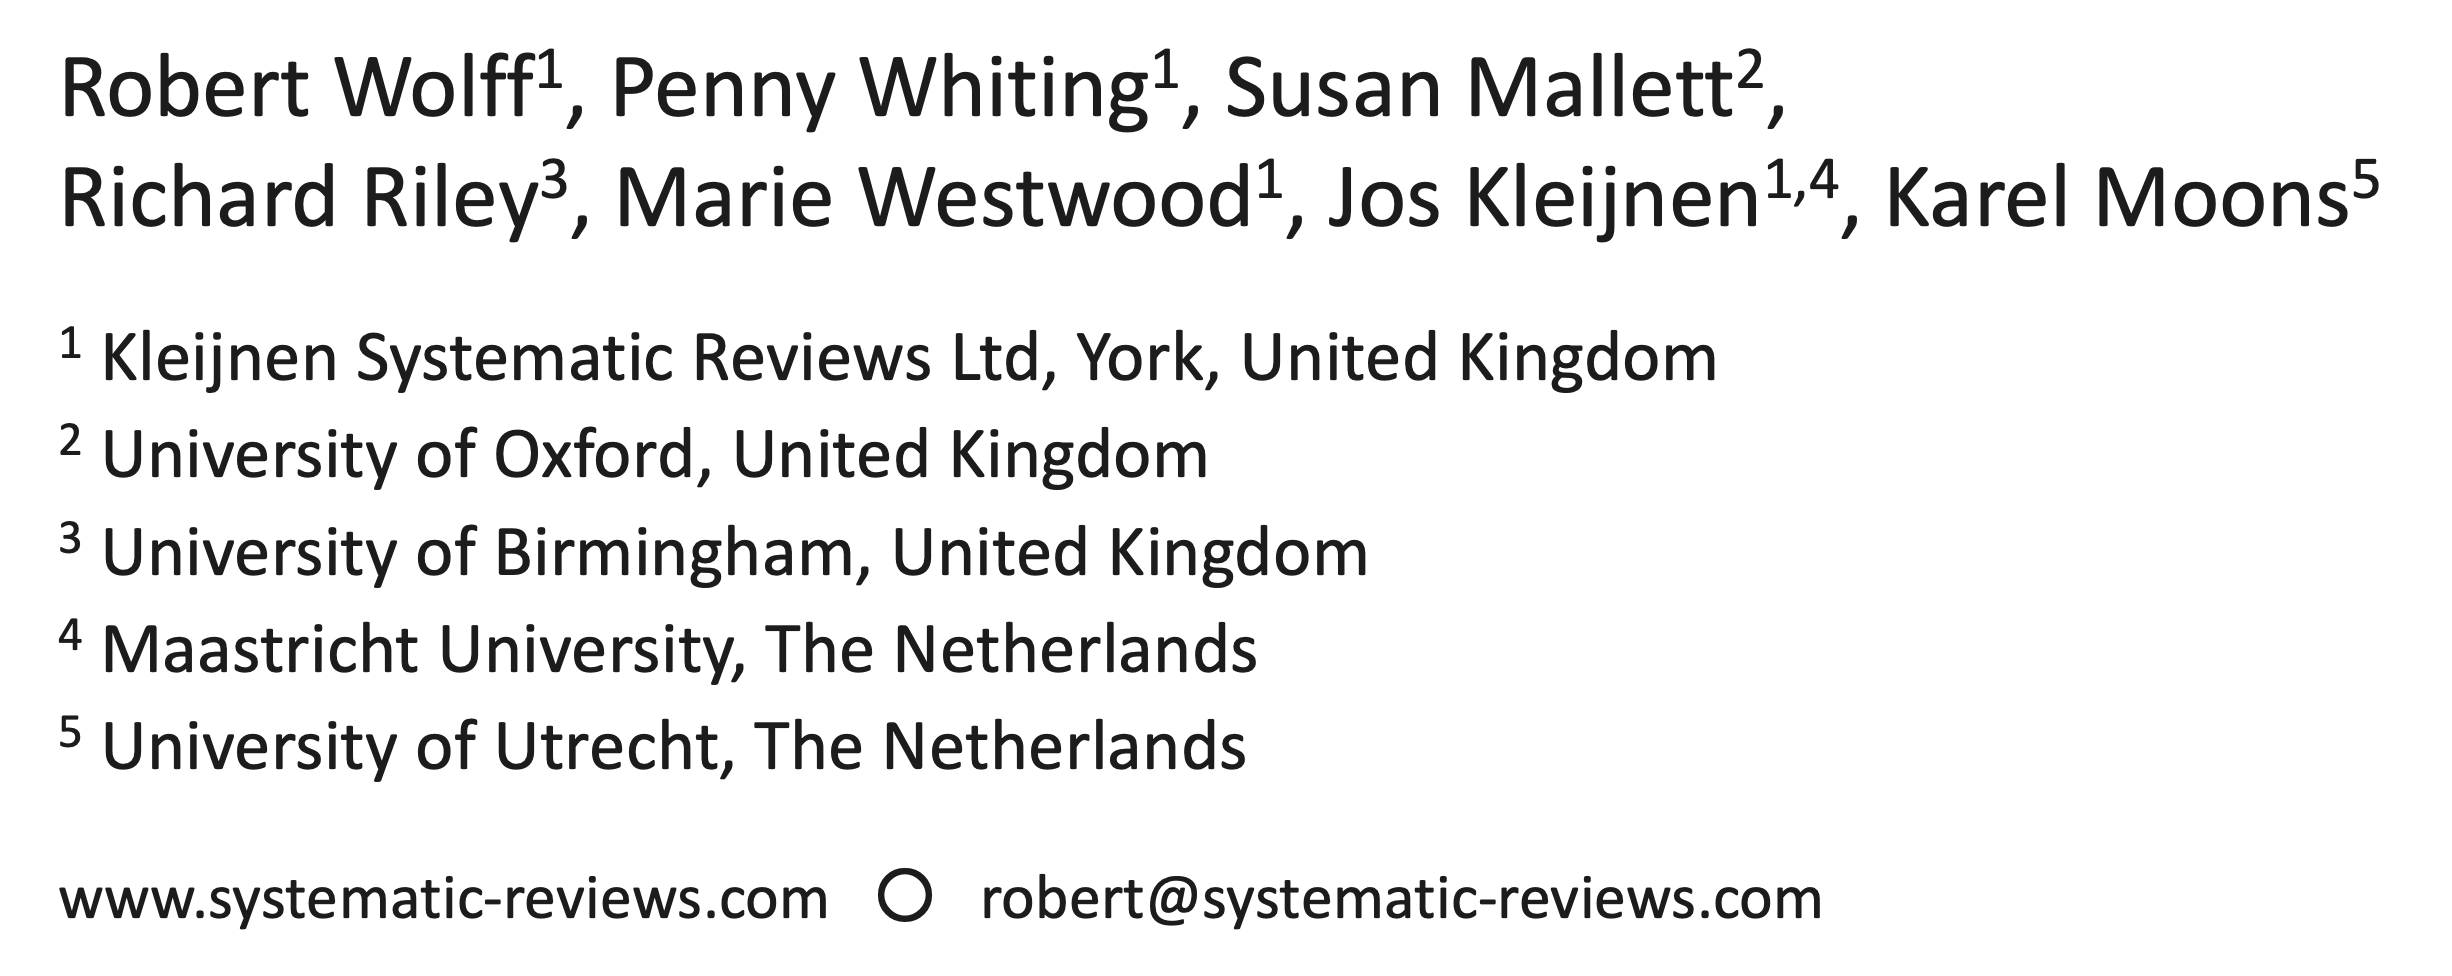 Robert Wolff¹, Penny Whiting¹, Susan Mallett²,
Richard Riley³, Marie Westwood¹, Jos Kleijnen¹,⁴, Karel Moons⁵
¹ Kleijnen Systematic Reviews Ltd, York, United Kingdom
² University of Oxford, United Kingdom
³ University of Birmingham, United Kingdom
⁴ Maastricht University, The Netherlands
⁵ University of Utrecht, The Netherlands
www.systematic-reviews.com robert@systematic-reviews.com